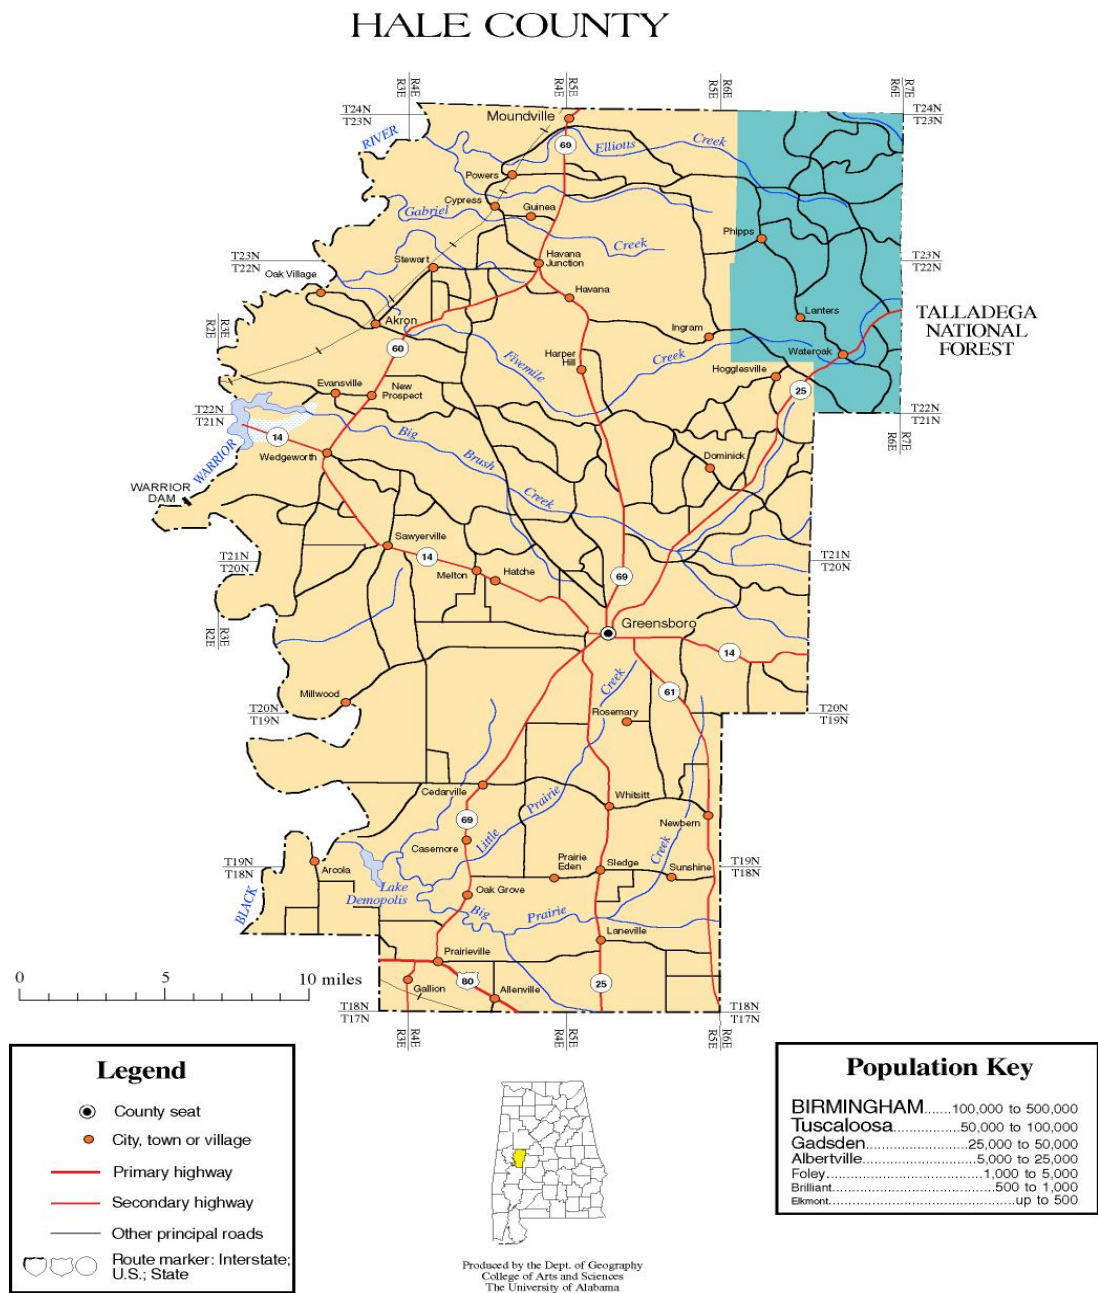 HALE COUNTY
R3E
R4E
R4E
R5E
R5E
R6E
R6E
R7E
T24N
T23N
T24N
T23N
Moundville
RIVER
69
Elliotts
Creek
Powers
Cypress
Guinea
Gabriel
Creek
Phipps
T23N
T22N
T23N
T22N
Stewart
Havana
Junction
Oak Village
Havana
Lanters
TALLADEGA
NATIONAL
FOREST
R2E
R3E
Akron
Ingram
60
Fivemile
Harper
Hill
Creek
Wateroak
Hogglesville
Evansville
New
Prospect
25
T22N
T21N
T22N
T21N
14
Big
R6E
R7E
WARRIOR
Wedgeworth
Brush
Dominick
WARRIOR
DAM
Creek
Sawyerville
14
T21N
T20N
T21N
T20N
Melton
Hatche
69
R2E
R3E
Greensboro
14
Creek
61
Millwood
T20N
T19N
T20N
T19N
Rosemary
Cedarville
Prairie
Whitsitt
69
Little
Newbern
Casemore
Creek
T19N
T18N
T19N
T18N
Arcola
Prairie
Eden
Sledge
Sunshine
Lake
Demopolis
Oak Grove
BLACK
Big
Prairie
Laneville
Prairieville
0
5
10 miles
Gallion
80
Allenville
25
T18N
T17N
T18N
T17N
R3E
R4E
R4E
R5E
R5E
R6E
Legend
County seat
City, town or village
Primary highway
Secondary highway
Other principal roads
Route marker: Interstate;
U.S.; State
Produced by the Dept. of Geography
College of Arts and Sciences
The University of Alabama
Population Key
BIRMINGHAM.......100,000 to 500,000
Tuscaloosa...............50,000 to 100,000
Gadsden.......................25,000 to 50,000
Albertville.........................5,000 to 25,000
Foley.....................................1,000 to 5,000
Brilliant.........................................500 to 1,000
Elkmont..............................................up to 500